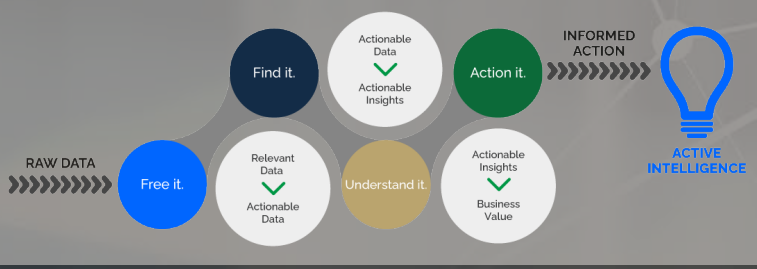 RAW DATA
Free it.
Find it.
Relevant
Data
Actionable
Data
Actionable
Data
Actionable
Insights
Understand it.
Action it.
Actionable
Insights
Business
Value
INFORMED
ACTION
ACTIVE
INTELLIGENCE